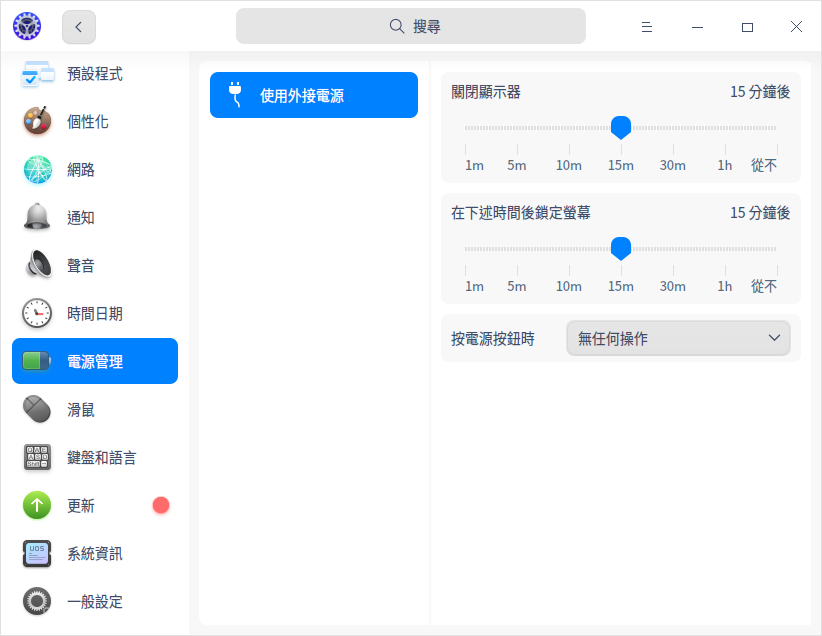 搜尋
預設程式
個性化
網路
通知
聲音
時間日期
電源管理
滑鼠
鍵盤和語言
更新
系統資訊
UOS
一般設定
使用外接電源
關閉顯示器 15 分鐘後
1m 5m 10m 15m 30m 1h 從不
在下述時間後鎖定螢幕 15 分鐘後
1m 5m 10m 15m 30m 1h 從不
按電源按鈕時 無任何操作